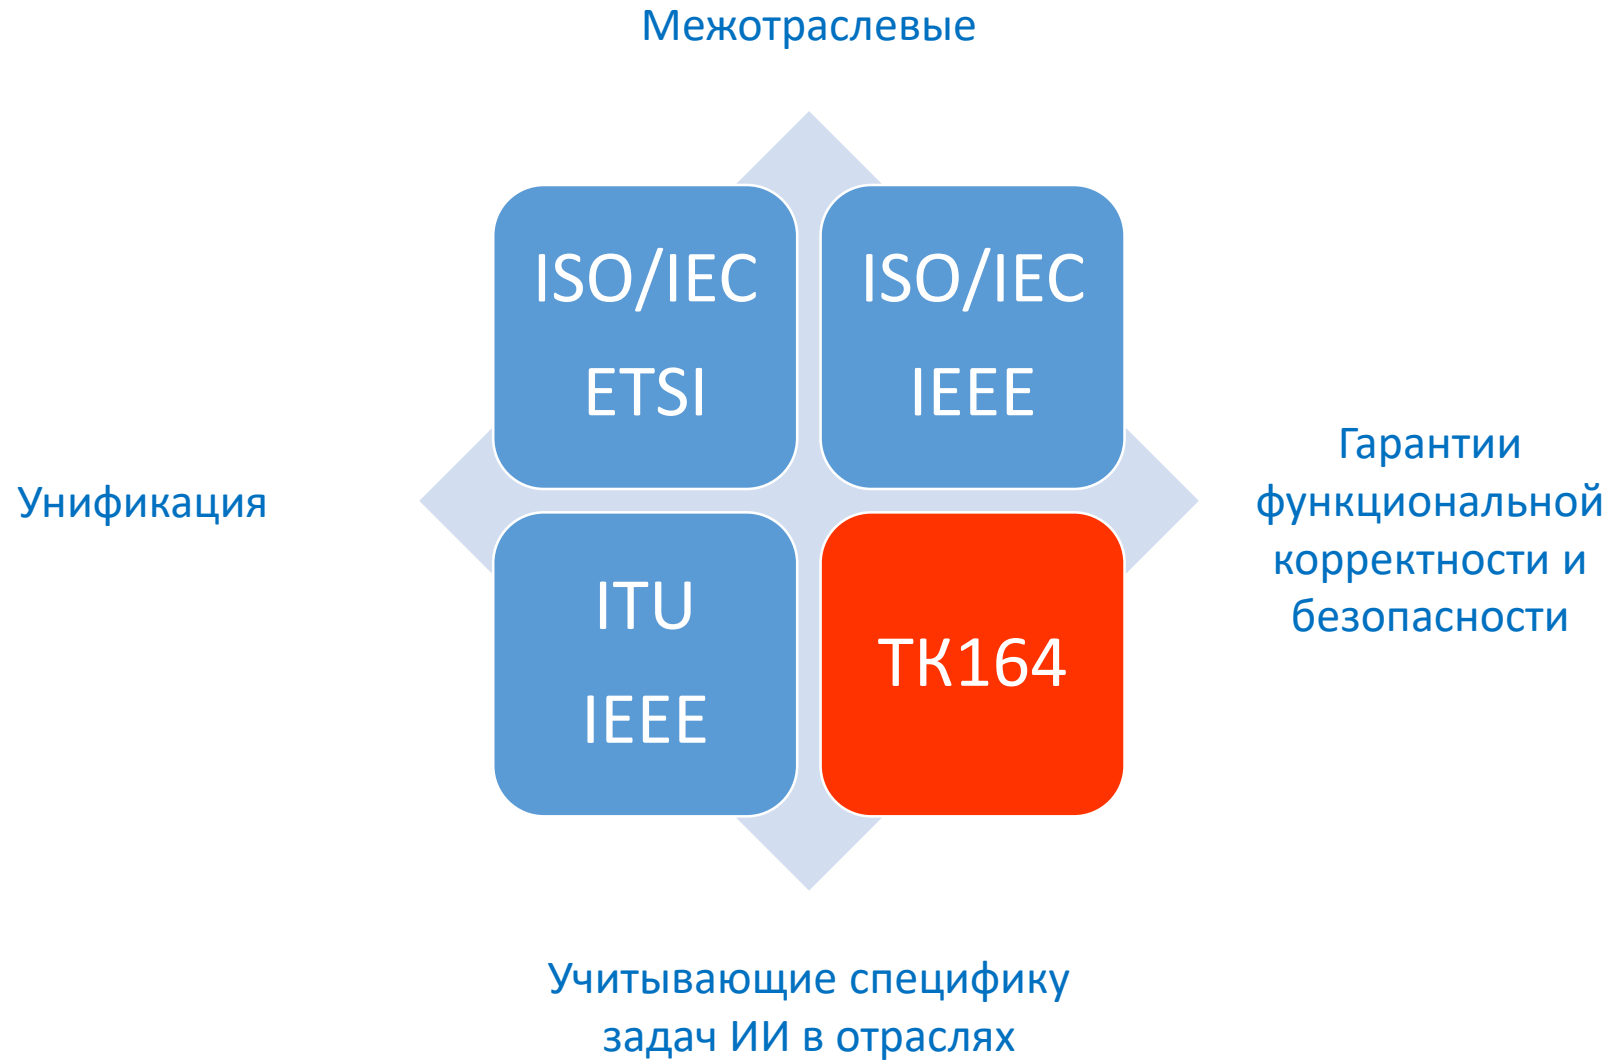 Межотраслевые
ISO/IEC
ETSI
ISO/IEC
IEEE
Унификация
Гарантии
функциональной
корректности и
безопасности
ITU
IEEE
ТК164
Учитывающие специфику
задач ИИ в отраслях